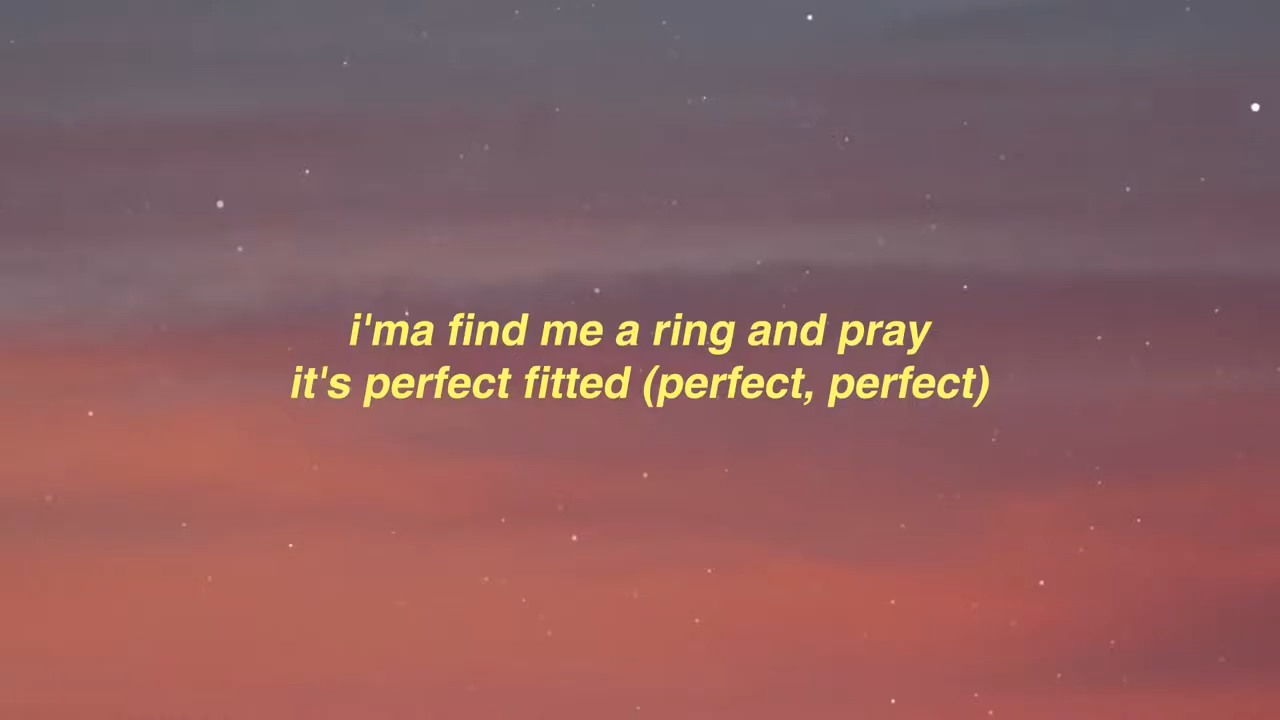 i'ma find me a ring and pray
it's perfect fitted (perfect, perfect)